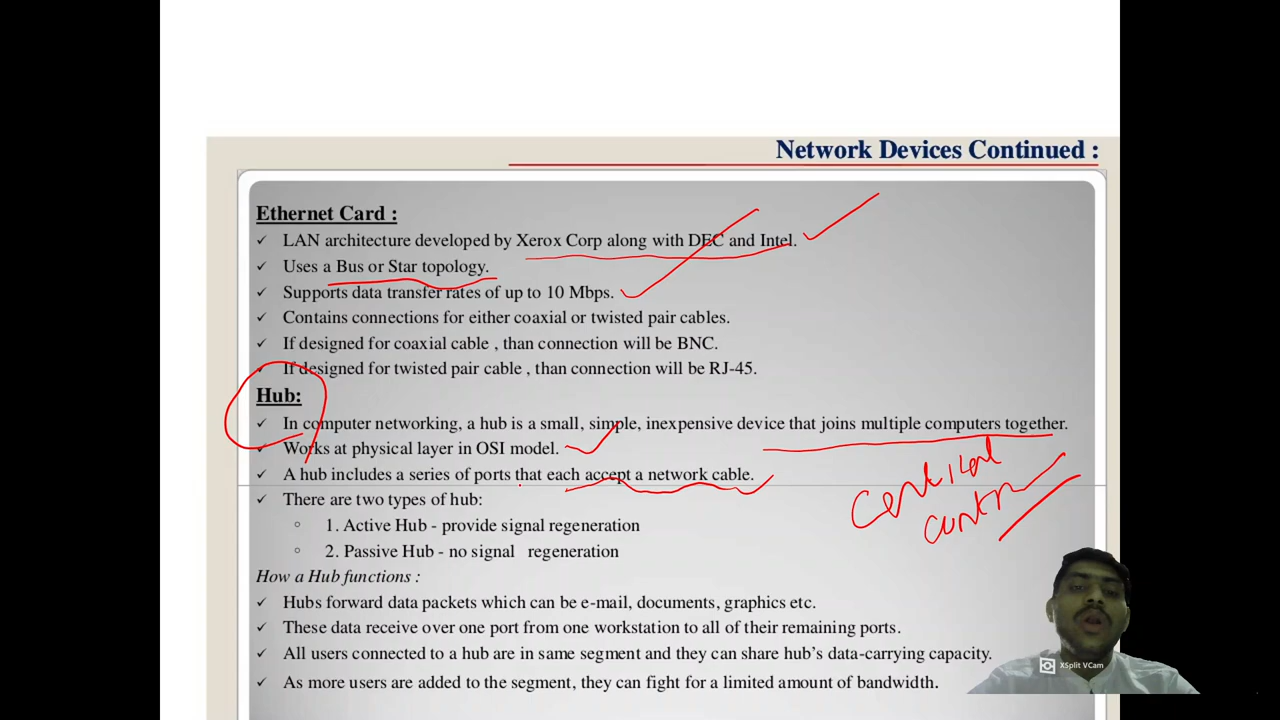 Network Devices Continued :
Ethernet Card :
✓ LAN architecture developed by Xerox Corp along with DEC and Intel.
✓ Uses a Bus or Star topology.
✓ Supports data transfer rates of up to 10 Mbps.
✓ Contains connections for either coaxial or twisted pair cables.
✓ If designed for coaxial cable , than connection will be BNC.
✓ If designed for twisted pair cable , than connection will be RJ-45.
Hub:
✓ In computer networking, a hub is a small, simple, inexpensive device that joins multiple computers together.
✓ Works at physical layer in OSI model.
✓ A hub includes a series of ports that each accept a network cable.
✓ There are two types of hub:
° 1. Active Hub - provide signal regeneration
° 2. Passive Hub - no signal regeneration
How a Hub functions :
✓ Hubs forward data packets which can be e-mail, documents, graphics etc.
✓ These data receive over one port from one workstation to all of their remaining ports.
✓ All users connected to a hub are in same segment and they can share hub's data-carrying capacity.
✓ As more users are added to the segment, they can fight for a limited amount of bandwidth.
XSplit VCam